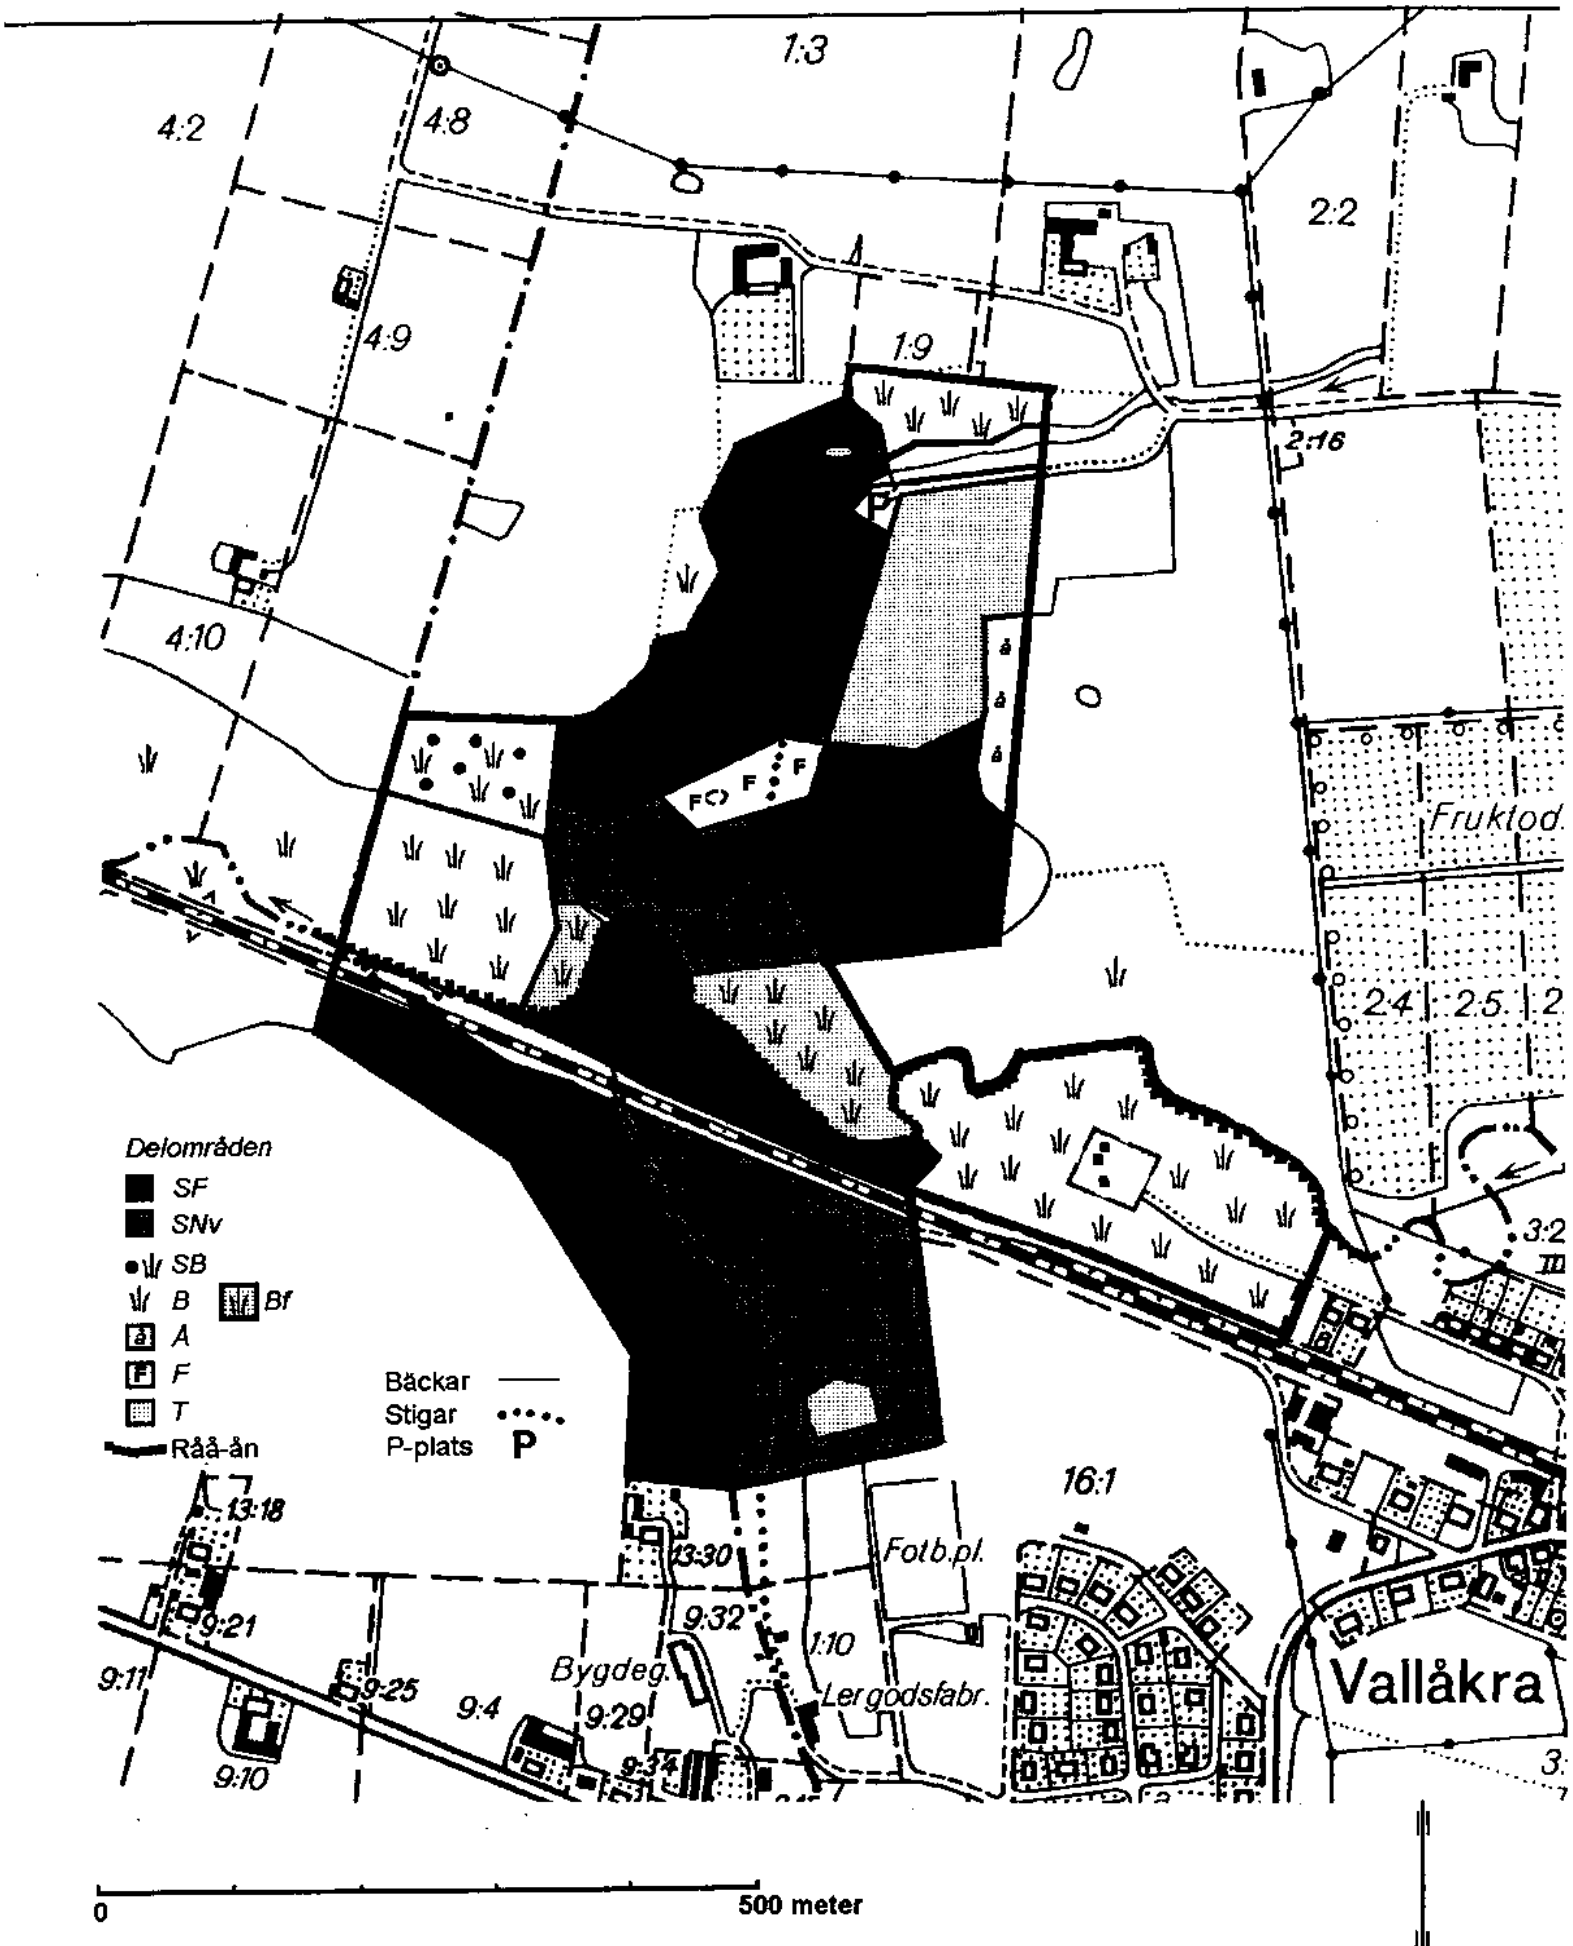 1:3
4:2
4:8
2:2
4:9
1:9
2:16
P
4:10
å
å
å
F
F
F
Fruktod.
2:4
2:5
2
Delområden
SF
SNv
SB
B
Bf
å A
F F
T
Råå-ån
Bäckar
Stigar
P-plats P
3:2
13:18
16:1
Fotb.pl.
13:30
9:32
9:21
1:10
9:11
Bygdeg.
9:25
9:4
9:29
Lergodsfabr.
Vallåkra
9:34
9:10
3:
0
500 meter